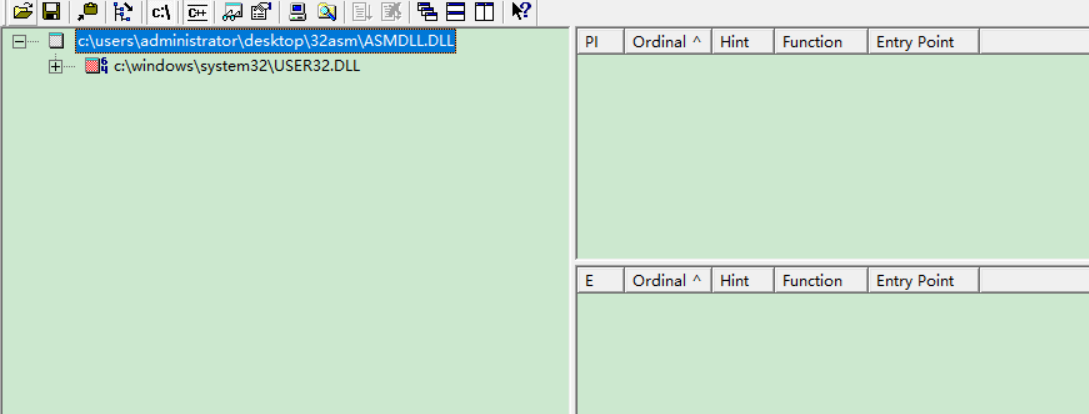 c:\ C++
c:\users\administrator\desktop\32asm\ASMDLL.DLL
64 c:\windows\system32\USER32.DLL
PI Ordinal ^ Hint Function Entry Point
E Ordinal ^ Hint Function Entry Point